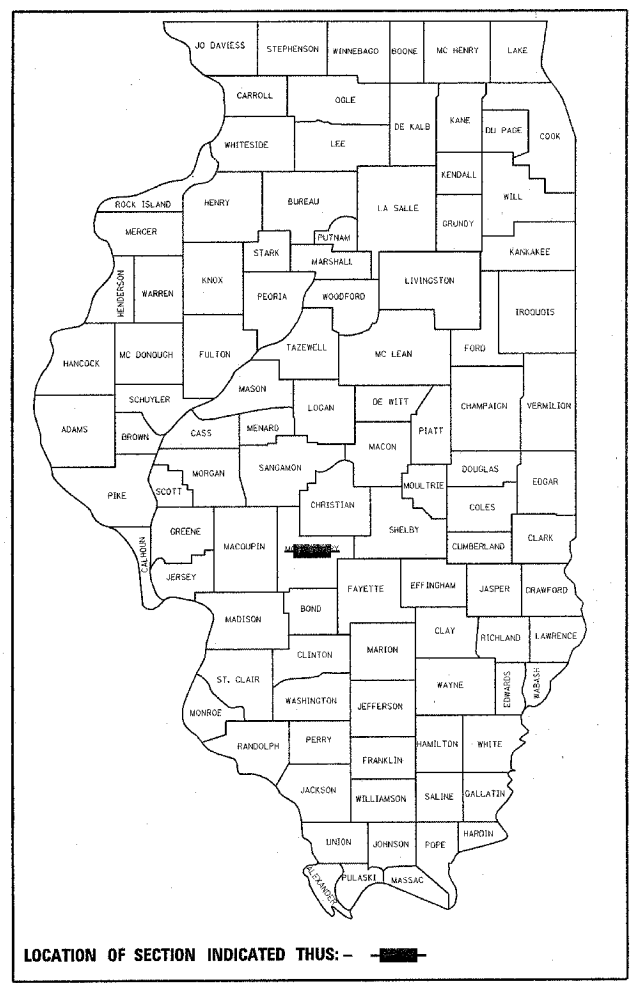 JO DAVIESS
STEPHENSON
WINNEBAGO
BOONE
MC HENRY
LAKE
CARROLL
OGLE
DE KALB
KANE
DU PAGE
COOK
WHITESIDE
LEE
KENDALL
WILL
ROCK ISLAND
HENRY
BUREAU
LA SALLE
GRUNDY
MERCER
PUTNAM
KANKAKEE
STARK
MARSHALL
HENDERSON
WARREN
KNOX
PEORIA
WOODFORD
LIVINGSTON
IROQUOIS
HANCOCK
MC DONOUGH
FULTON
TAZEWELL
MC LEAN
FORD
MASON
SCHUYLER
LOGAN
DE WITT
CHAMPAIGN
VERMILION
ADAMS
BROWN
CASS
MENARD
PIATT
MACON
MORGAN
SANGAMON
DOUGLAS
EDGAR
PIKE
SCOTT
MOULTRIE
CHRISTIAN
COLES
GREENE
MACOUPIN
SHELBY
CALHOUN
CUMBERLAND
CLARK
JERSEY
FAYETTE
EFFINGHAM
JASPER
CRAWFORD
MADISON
BOND
CLAY
RICHLAND
LAWRENCE
MARION
CLINTON
ST. CLAIR
WAYNE
EDWARDS
WABASH
WASHINGTON
JEFFERSON
MONROE
RANDOLPH
PERRY
HAMILTON
WHITE
FRANKLIN
JACKSON
WILLIAMSON
SALINE
GALLATIN
UNION
JOHNSON
POPE
HARDIN
ALEXANDER
PULASKI
MASSAC
LOCATION OF SECTION INDICATED THUS: –